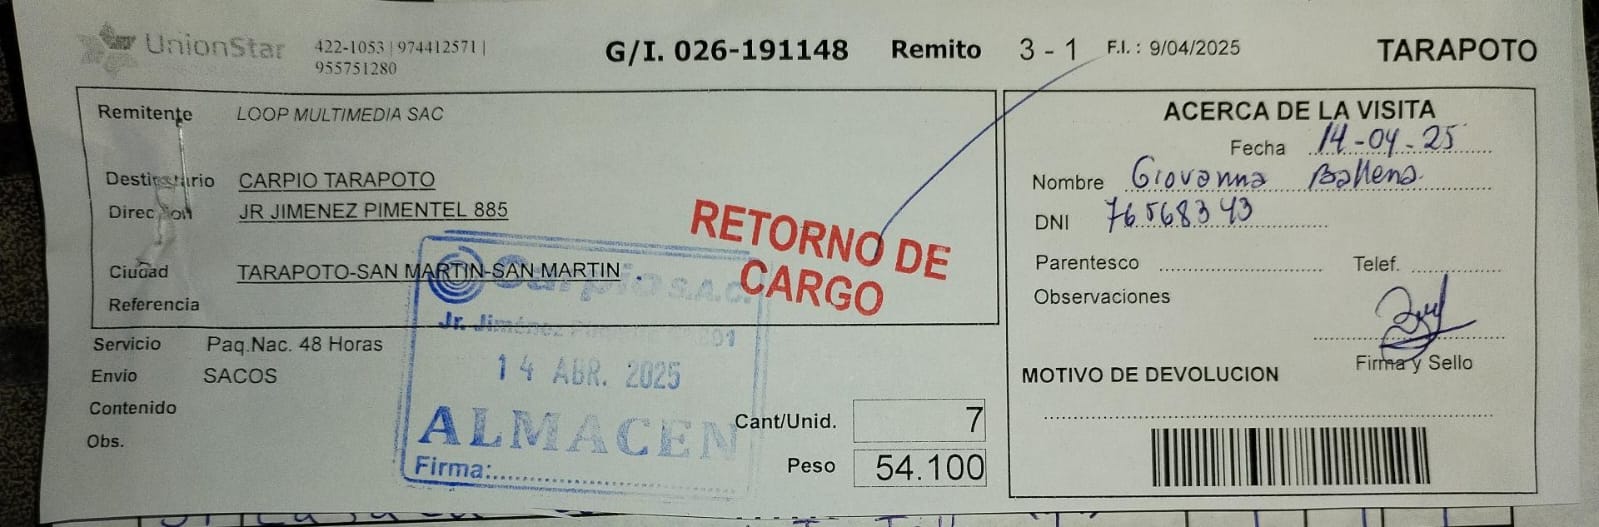 UnionStar 422-1053 | 974412571 |
955751280
G/I. 026-191148 Remito 3 - 1 F.I. : 9/04/2025 TARAPOTO
Remitente LOOP MULTIMEDIA SAC
Destinatario CARPIO TARAPOTO
Direccion JR JIMENEZ PIMENTEL 885
Ciudad TARAPOTO-SAN MARTIN-SAN MARTIN
Referencia
RETORNO DE
CARGO
Servicio Paq.Nac. 48 Horas
Envio SACOS
Contenido
Obs.
Carpio S.A.C.
Jr. Jiménez
14 ABR. 2025
ALMACEN
Firma:
Cant/Unid. 7
Peso 54.100
ACERCA DE LA VISITA
Fecha 14-04-25
Nombre Giovanna Ballena
DNI 76568343
Parentesco Telef.
Observaciones
Firma y Sello
MOTIVO DE DEVOLUCION